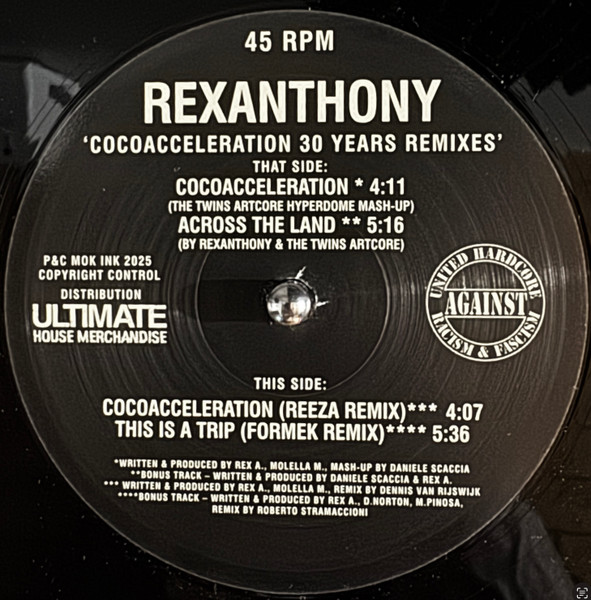 45 RPM
REXANTHONY
‘COCOACCELERATION 30 YEARS REMIXES’
THAT SIDE:
COCOACCELERATION * 4:11
(THE TWINS ARTCORE HYPERDOME MASH-UP)
ACROSS THE LAND ** 5:16
(BY REXANTHONY & THE TWINS ARTCORE)
P&C MOK INK 2025
COPYRIGHT CONTROL
DISTRIBUTION
ULTIMATE
HOUSE MERCHANDISE
UNITED HARDCORE
AGAINST
RACISM & FASCISM
THIS SIDE:
COCOACCELERATION (REEZA REMIX)*** 4:07
THIS IS A TRIP (FORMEK REMIX)**** 5:36
*WRITTEN & PRODUCED BY REX A., MOLELLA M., MASH-UP BY DANIELE SCACCIA
**BONUS TRACK – WRITTEN & PRODUCED BY DANIELE SCACCIA & REX A.
*** WRITTEN & PRODUCED BY REX A., MOLELLA M., REMIX BY DENNIS VAN RIJSWIJK
****BONUS TRACK – WRITTEN & PRODUCED BY REX A., D.NORTON, M.PINOSA,
REMIX BY ROBERTO STRAMACCIONI